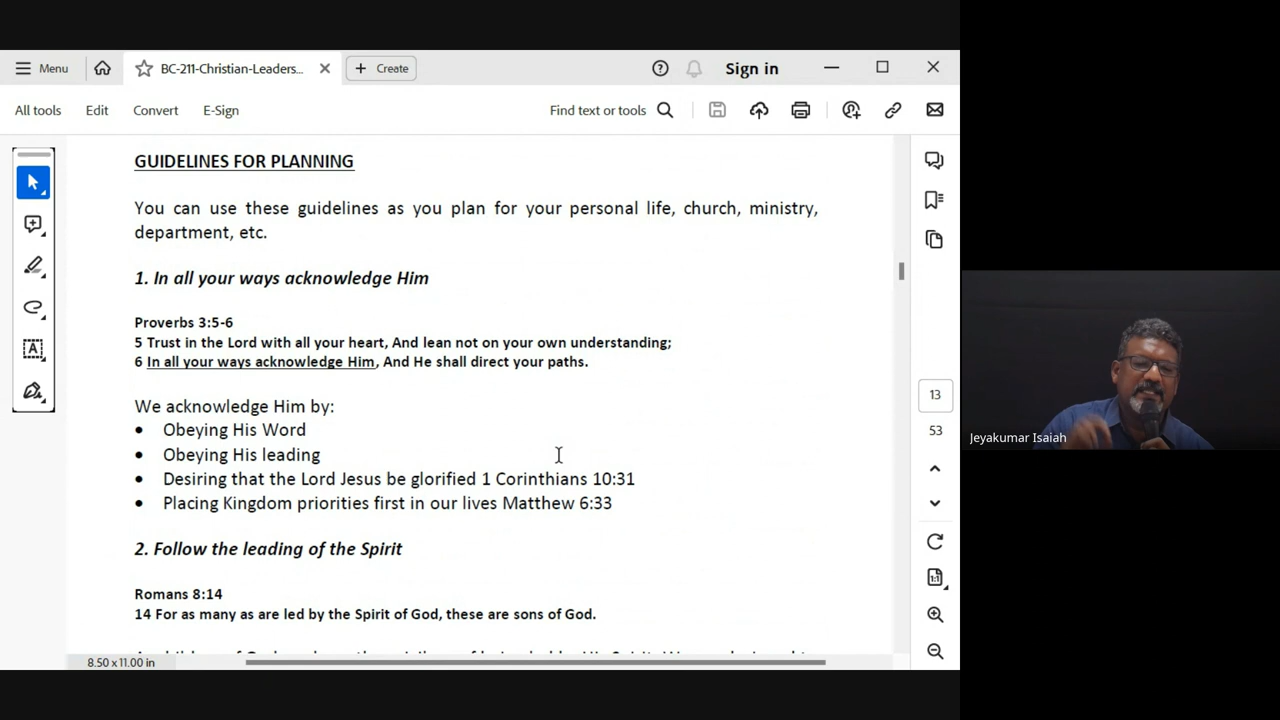 Menu
BC-211-Christian-Leaders...
Create
Sign in
All tools
Edit
Convert
E-Sign
Find text or tools
GUIDELINES FOR PLANNING
You can use these guidelines as you plan for your personal life, church, ministry,
department, etc.
1. In all your ways acknowledge Him
Proverbs 3:5-6
5 Trust in the Lord with all your heart, And lean not on your own understanding;
6 In all your ways acknowledge Him, And He shall direct your paths.
We acknowledge Him by:
• Obeying His Word
• Obeying His leading
• Desiring that the Lord Jesus be glorified 1 Corinthians 10:31
• Placing Kingdom priorities first in our lives Matthew 6:33
2. Follow the leading of the Spirit
Romans 8:14
14 For as many as are led by the Spirit of God, these are sons of God.
8.50 x 11.00 in
13
53
1:1
Jeyakumar Isaiah